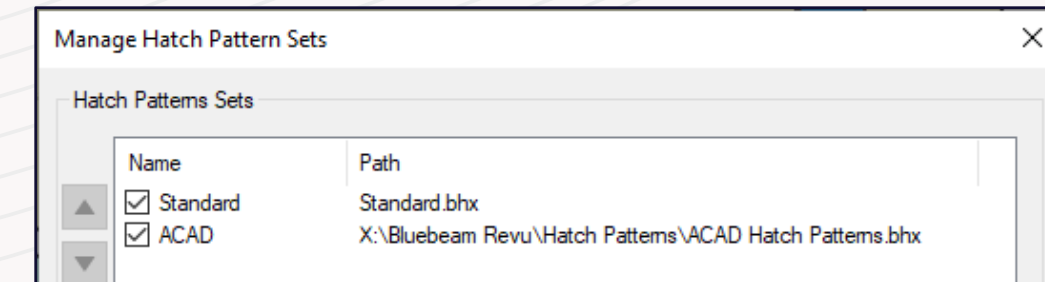 Manage Hatch Pattern Sets
Hatch Patterns Sets
Name Path
Standard Standard.bhx
ACAD X:\Bluebeam Revu\Hatch Patterns\ACAD Hatch Patterns.bhx